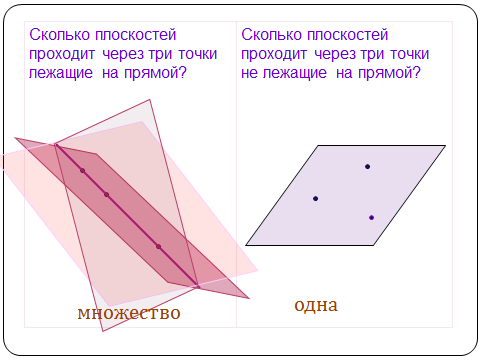 Сколько плоскостей
проходит через три точки
лежащие на прямой?
множество
Сколько плоскостей
проходит через три точки
не лежащие на прямой?
одна